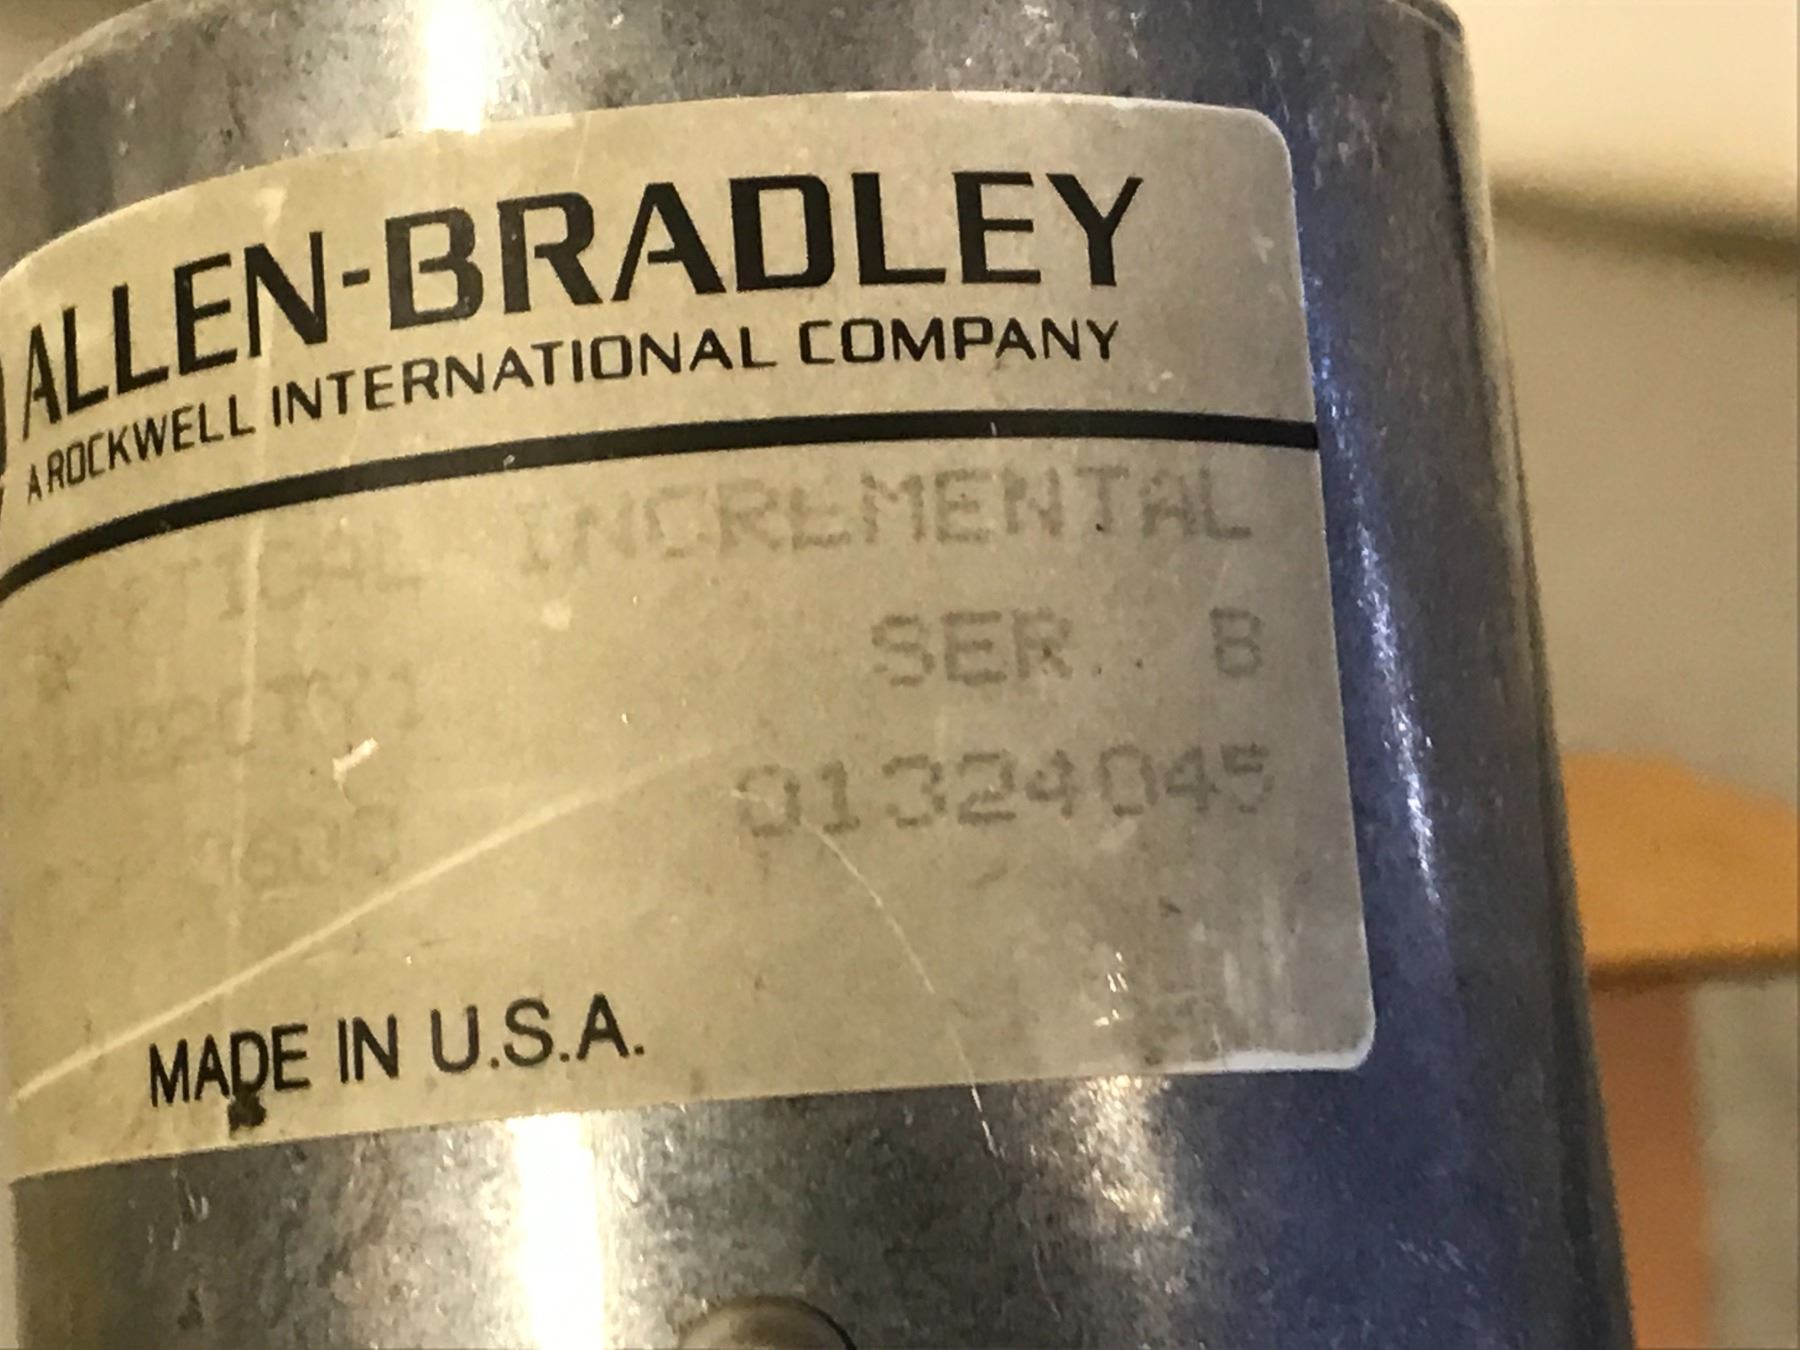 ALLEN-BRADLEY
A ROCKWELL INTERNATIONAL COMPANY
INCREMENTAL
SER. B
01324045
MADE IN U.S.A.